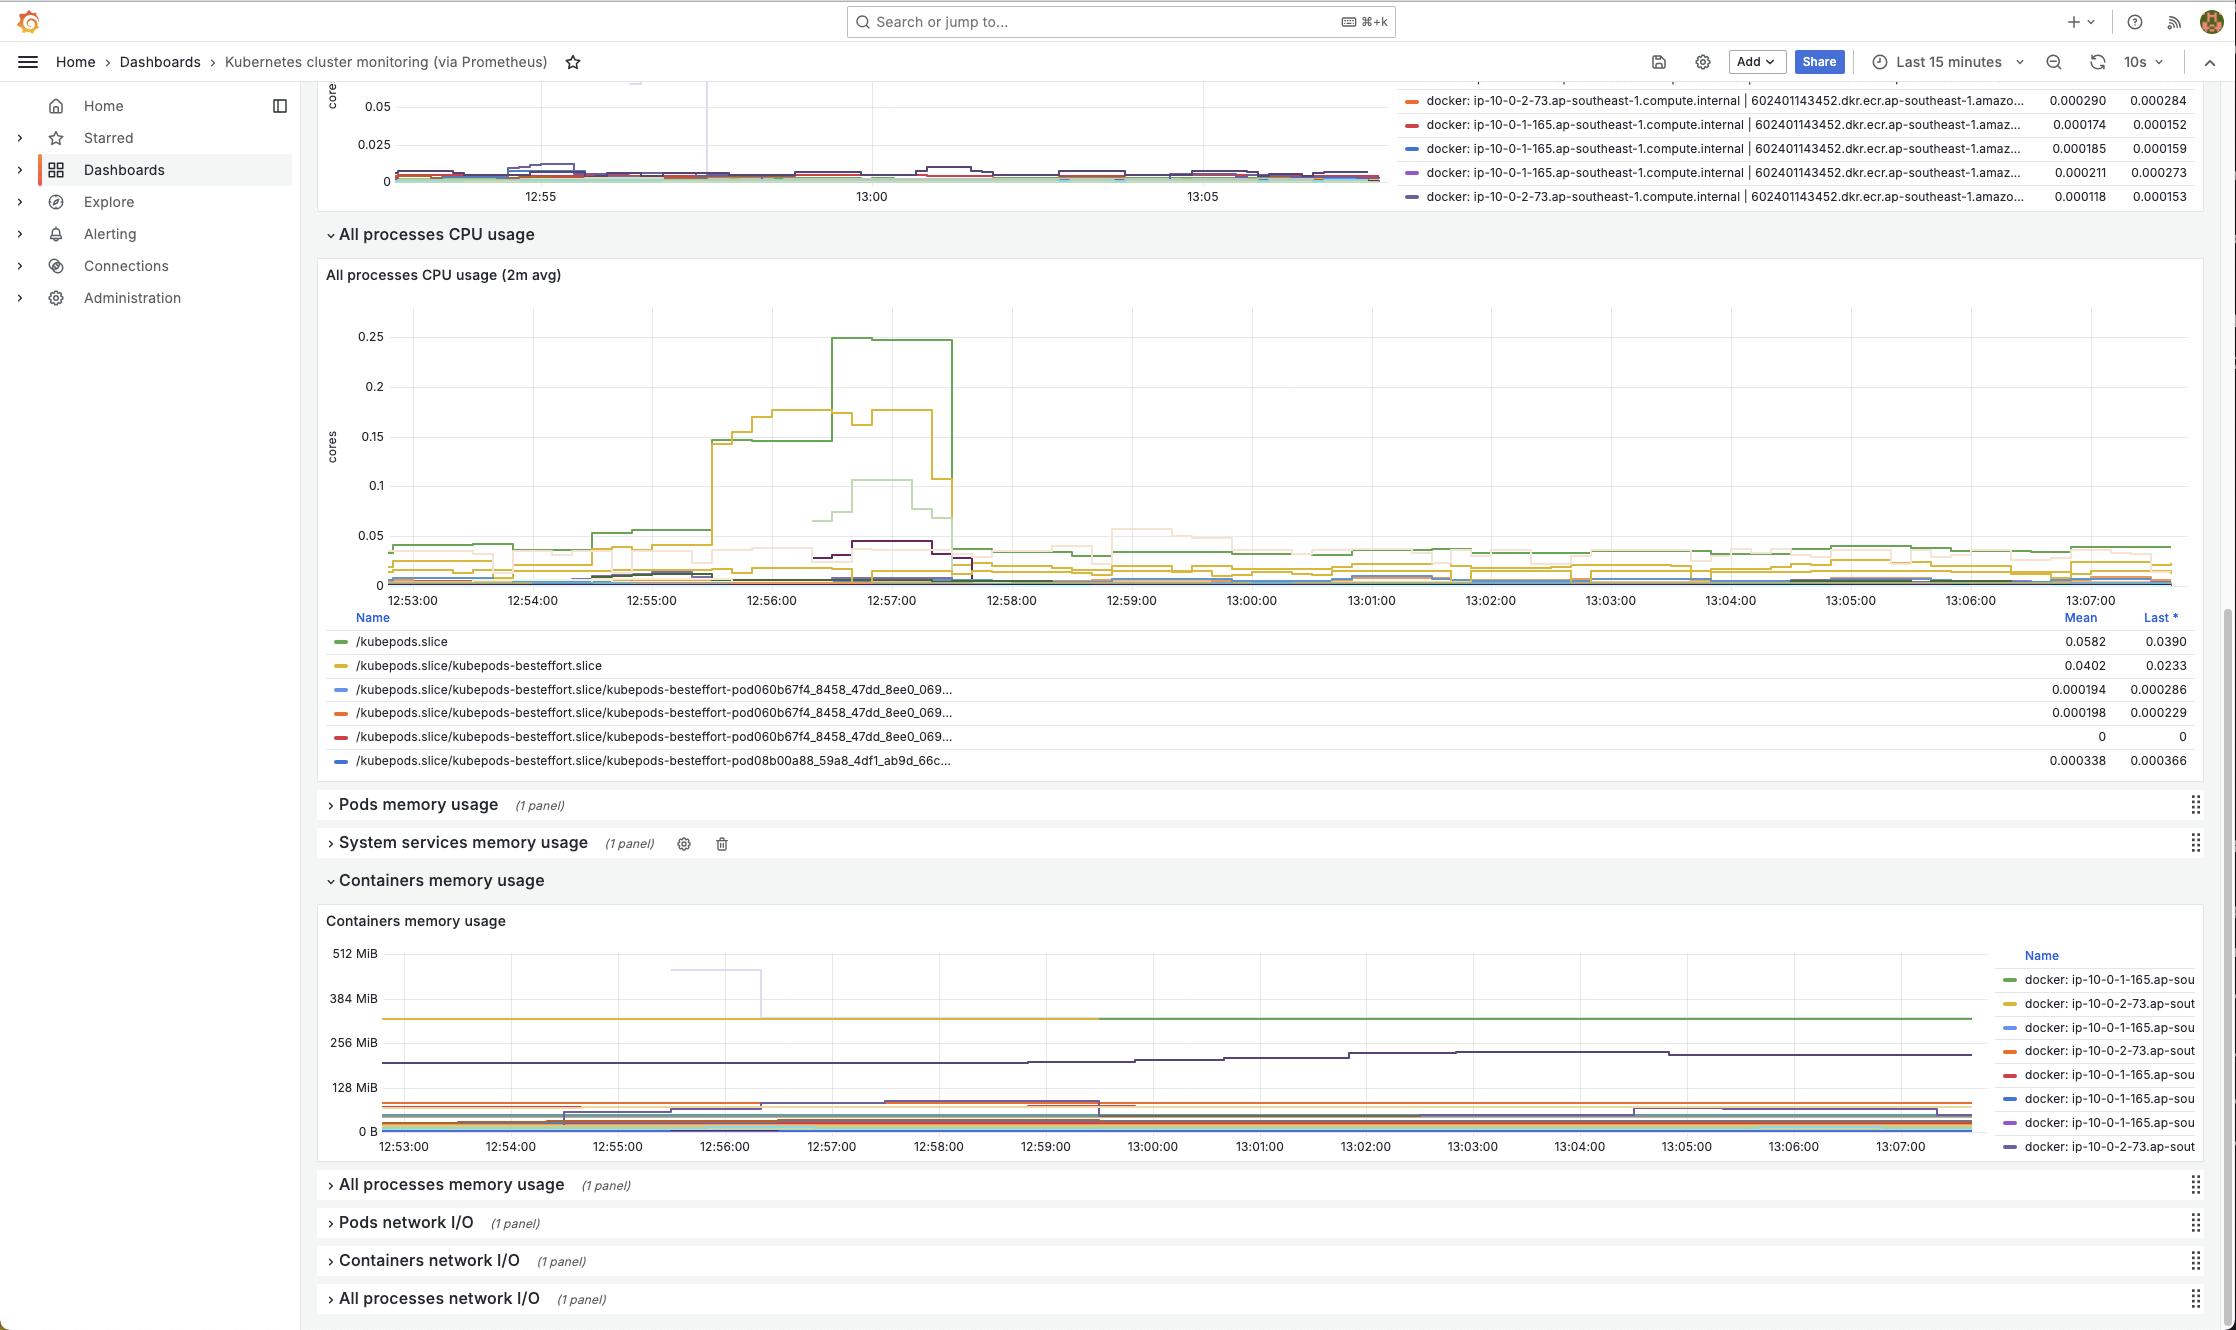 Search or jump to...
⌘+k
Home › Dashboards › Kubernetes cluster monitoring (via Prometheus)
Add
Share
Last 15 minutes
10s
Home
Starred
Dashboards
Explore
Alerting
Connections
Administration
0.05
0.025
0
12:55 13:00 13:05
docker: ip-10-0-2-73.ap-southeast-1.compute.internal | 602401143452.dkr.ecr.ap-southeast-1.amazo... 0.000290 0.000284
docker: ip-10-0-1-165.ap-southeast-1.compute.internal | 602401143452.dkr.ecr.ap-southeast-1.amaz... 0.000174 0.000152
docker: ip-10-0-1-165.ap-southeast-1.compute.internal | 602401143452.dkr.ecr.ap-southeast-1.amaz... 0.000185 0.000159
docker: ip-10-0-1-165.ap-southeast-1.compute.internal | 602401143452.dkr.ecr.ap-southeast-1.amaz... 0.000211 0.000273
docker: ip-10-0-2-73.ap-southeast-1.compute.internal | 602401143452.dkr.ecr.ap-southeast-1.amazo... 0.000118 0.000153
All processes CPU usage
All processes CPU usage (2m avg)
cores
0.25
0.2
0.15
0.1
0.05
0
12:53:00 12:54:00 12:55:00 12:56:00 12:57:00 12:58:00 12:59:00 13:00:00 13:01:00 13:02:00 13:03:00 13:04:00 13:05:00 13:06:00 13:07:00
Name Mean Last *
/kubepods.slice 0.0582 0.0390
/kubepods.slice/kubepods-besteffort.slice 0.0402 0.0233
/kubepods.slice/kubepods-besteffort.slice/kubepods-besteffort-pod060b67f4_8458_47dd_8ee0_069... 0.000194 0.000286
/kubepods.slice/kubepods-besteffort.slice/kubepods-besteffort-pod060b67f4_8458_47dd_8ee0_069... 0.000198 0.000229
/kubepods.slice/kubepods-besteffort.slice/kubepods-besteffort-pod060b67f4_8458_47dd_8ee0_069... 0 0
/kubepods.slice/kubepods-besteffort.slice/kubepods-besteffort-pod08b00a88_59a8_4df1_ab9d_66c... 0.000338 0.000366
Pods memory usage (1 panel)
System services memory usage (1 panel)
Containers memory usage
Containers memory usage
512 MiB
384 MiB
256 MiB
128 MiB
0 B
12:53:00 12:54:00 12:55:00 12:56:00 12:57:00 12:58:00 12:59:00 13:00:00 13:01:00 13:02:00 13:03:00 13:04:00 13:05:00 13:06:00 13:07:00
Name
docker: ip-10-0-1-165.ap-sou
docker: ip-10-0-2-73.ap-sout
docker: ip-10-0-1-165.ap-sou
docker: ip-10-0-2-73.ap-sout
docker: ip-10-0-1-165.ap-sou
docker: ip-10-0-1-165.ap-sou
docker: ip-10-0-1-165.ap-sou
docker: ip-10-0-2-73.ap-sout
All processes memory usage (1 panel)
Pods network I/O (1 panel)
Containers network I/O (1 panel)
All processes network I/O (1 panel)